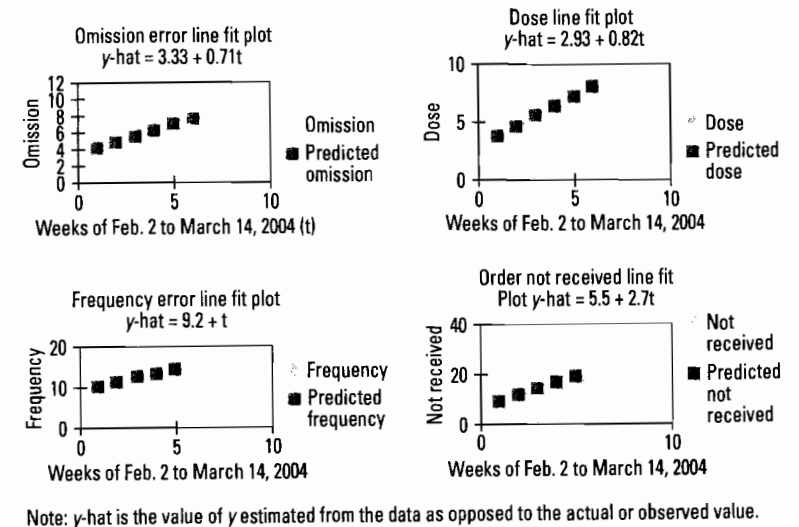 Omission error line fit plot
y-hat = 3.33 + 0.71t
12
10
8
6
4
2
2
0
Omission
0
5
10
Omission
Predicted
omission
Weeks of Feb. 2 to March 14, 2004 (t)
Dose line fit plot
y-hat = 2.93 + 0.82t
10
5
0
Dose
0
5
10
Dose
Predicted
dose
Weeks of Feb. 2 to March 14, 2004
Frequency error line fit plot
y-hat = 9.2 + t
20
10
0
Frequency
0
5
10
Frequency
Predicted
frequency
Weeks of Feb. 2 to March 14, 2004
Order not received line fit
Plot y-hat = 5.5 + 2.7t
40
20
0
Not received
0
10
Not
received
Predicted
not
received
Weeks of Feb. 2 to March 14, 2004
Note: y-hat is the value of y estimated from the data as opposed to the actual or observed value.